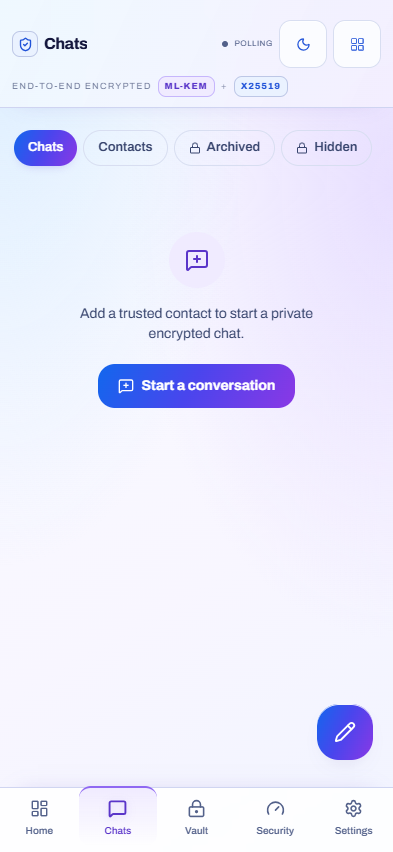 Chats
POLLING
END-TO-END ENCRYPTED ML-KEM + X25519
Chats Contacts Archived Hidden
Add a trusted contact to start a private
encrypted chat.
Start a conversation
Home Chats Vault Security Settings